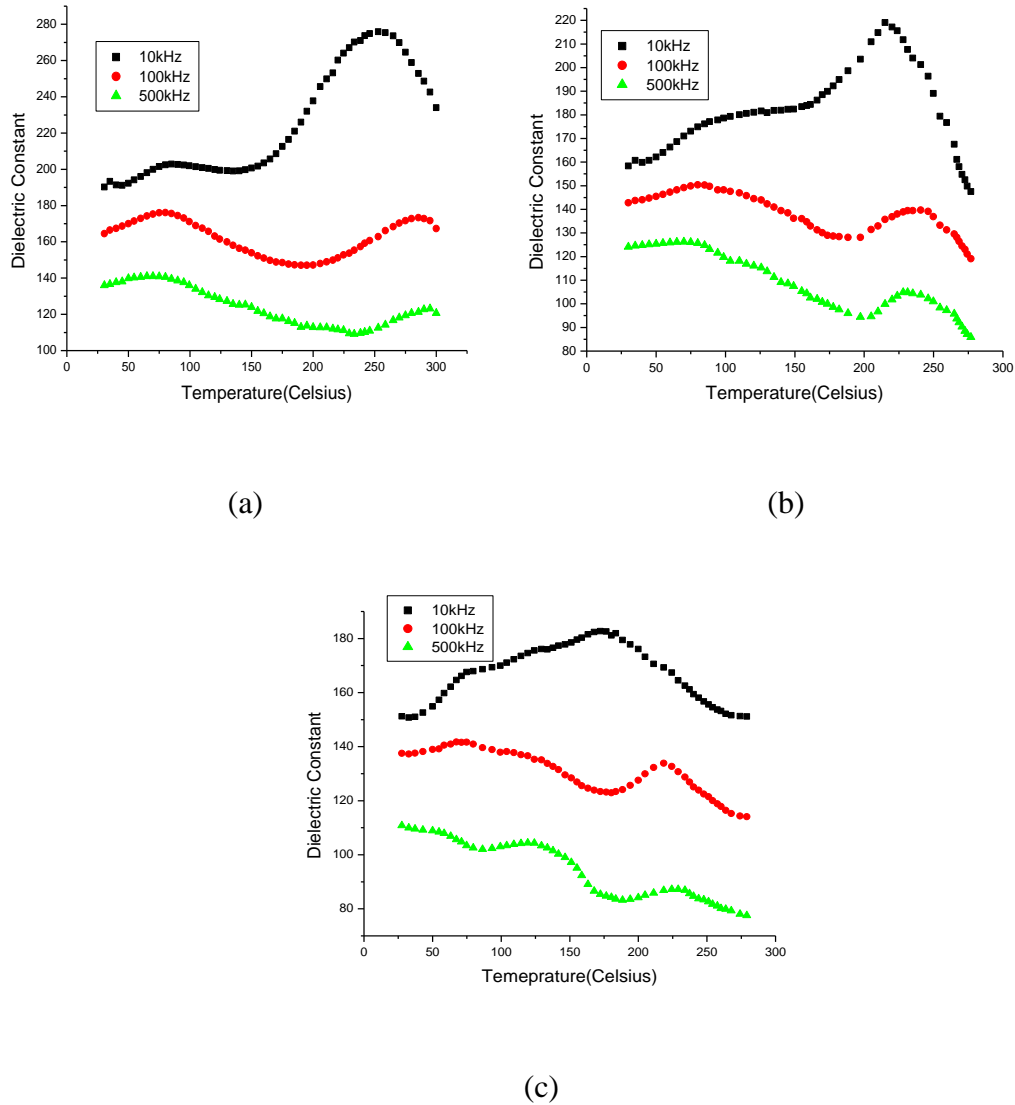 280
260
240
220
200
180
160
140
120
100
Dielectric Constant
10kHz
100kHz
500kHz
0 50 100 150 200 250 300
Temperature(Celsius)
(a)
220
210
200
190
180
170
160
150
140
130
120
110
100
90
80
Dielectric Constant
10kHz
100kHz
500kHz
0 50 100 150 200 250 300
Temperature(Celsius)
(b)
180
160
140
120
100
80
Dielectric Constant
10kHz
100kHz
500kHz
0 50 100 150 200 250 300
Temeprature(Celsius)
(c)